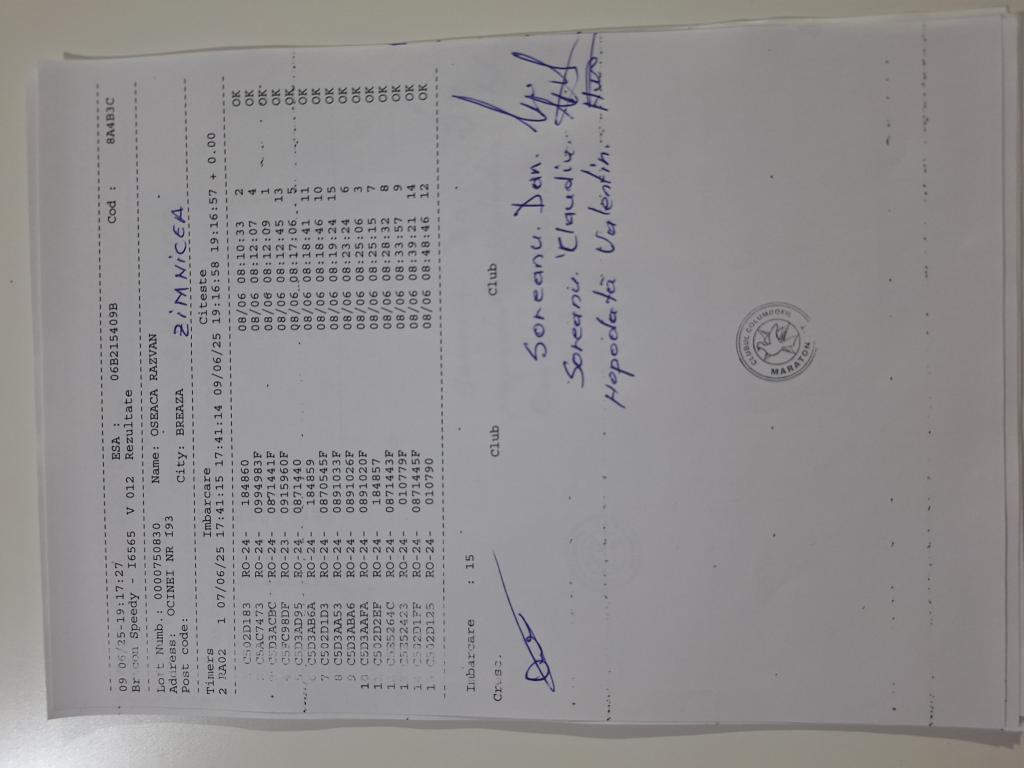 09 06/25-19:17:27 ESA : 06B215409B Cod : 8A4B3C
Speedy - I6565 V 012 Rezultate
Lo t Numb.: 0000750830 Name: OSEACA RAZVAN
Address: OCINEI NR 193
Post code: City: BREAZA ZIMNICEA
Timers Imbarcare Citeste
2 RA02 1 07/06/25 17:41:15 17:41:14 09/06/25 19:16:58 19:16:57 + 0.00
C502D183 RO-24- 184860 08/06 08:10:33 2 OK
C5AC7473 RO-24- 0994983F 08/06 08:12:07 4 OK
C5D3ACBC RO-24- 0871441F 08/06 08:12:09 1 OK
C5FC98DF RO-23- 0915960F 08/06 08:12:45 13 OK
C5D3AD95 RO-24- 0871440 08/06 08:17:06 5 OK
6 C5D3AB6A RO-24- 184859 08/06 08:18:41 11 OK
7 C502D1D3 RO-24- 0870545F 08/06 08:18:46 10 OK
8 C5D3AA53 RO-24- 0891033F 08/06 08:19:24 15 OK
9 C5D3ABA6 RO-24- 0891026F 08/06 08:23:24 6 OK
10 C5D3AAFA RO-24- 0891020F 08/06 08:25:06 3 OK
C502D2EF RO-24- 184857 08/06 08:25:15 7 OK
RO-24- 0871443F 08/06 08:28:32 8 OK
RO-24- 010779F 08/06 08:33:57 9 OK
RO-24- 0871445F 08/06 08:39:21 14 OK
RO-24- 010790 08/06 08:48:46 12 OK
Imbarcare : 15
Club Club
Soreanu. Dan.
Soreanu Claudiu.
Hopodată Valentin.
CLUBUL COLUMBOFIL
MARATON